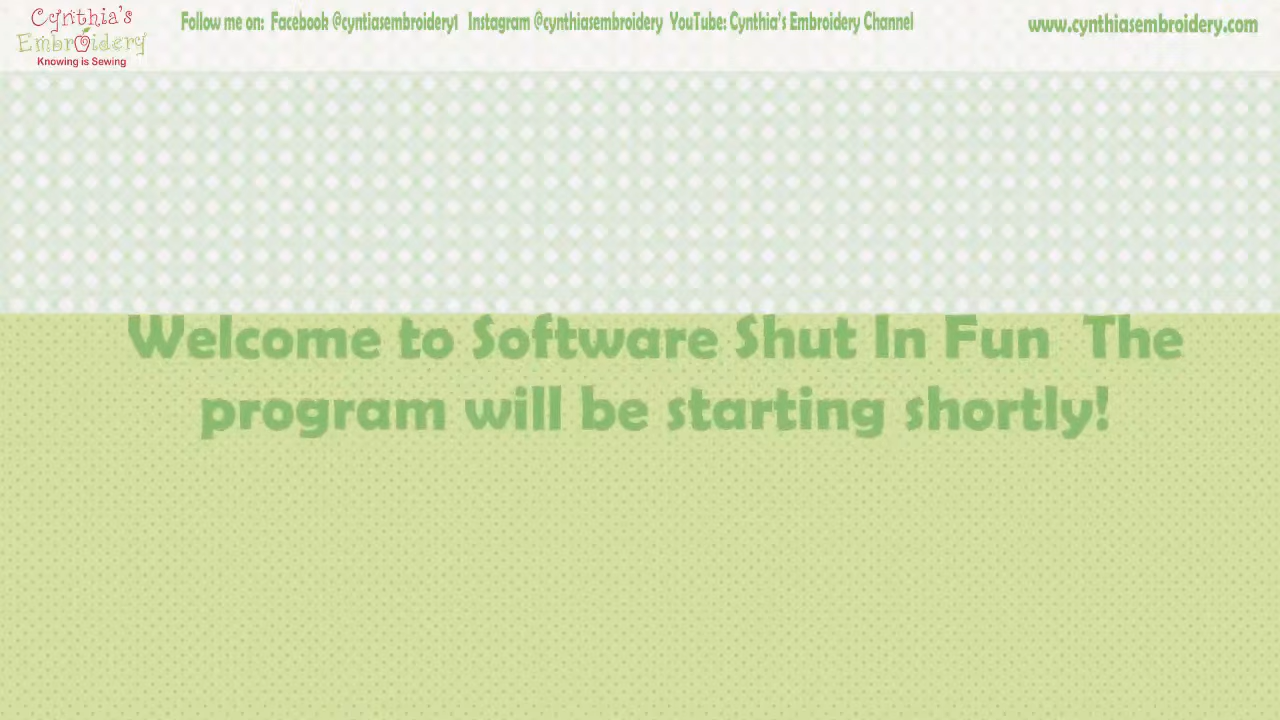 Cynthia's
Embroidery
Knowing is Sewing
Follow me on: Facebook @cyntiasembroidery1 Instagram @cynthiasembroidery YouTube: Cynthia's Embroidery Channel
www.cynthiasembroidery.com
Welcome to Software Shut In Fun The
program will be starting shortly!